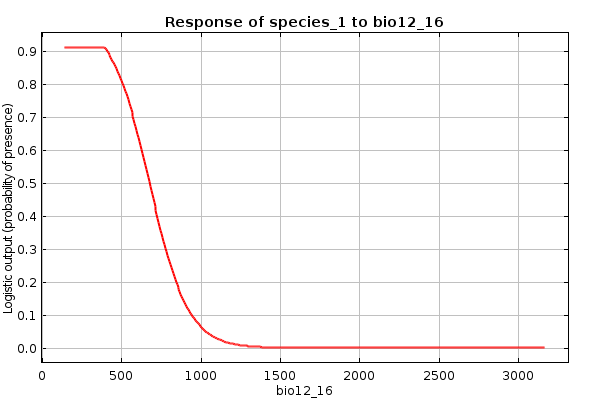 Response of species_1 to bio12_16
Logistic output (probability of presence)
0.9
0.8
0.7
0.6
0.5
0.4
0.3
0.2
0.1
0.0
0 500 1000 1500 2000 2500 3000
bio12_16